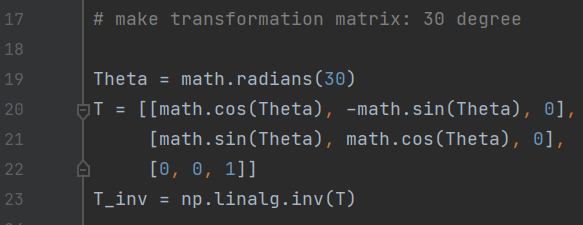 17 # make transformation matrix: 30 degree
18
19 Theta = math.radians(30)
20 T = [[math.cos(Theta), -math.sin(Theta), 0],
21 [math.sin(Theta), math.cos(Theta), 0],
22 [0, 0, 1]]
23 T_inv = np.linalg.inv(T)